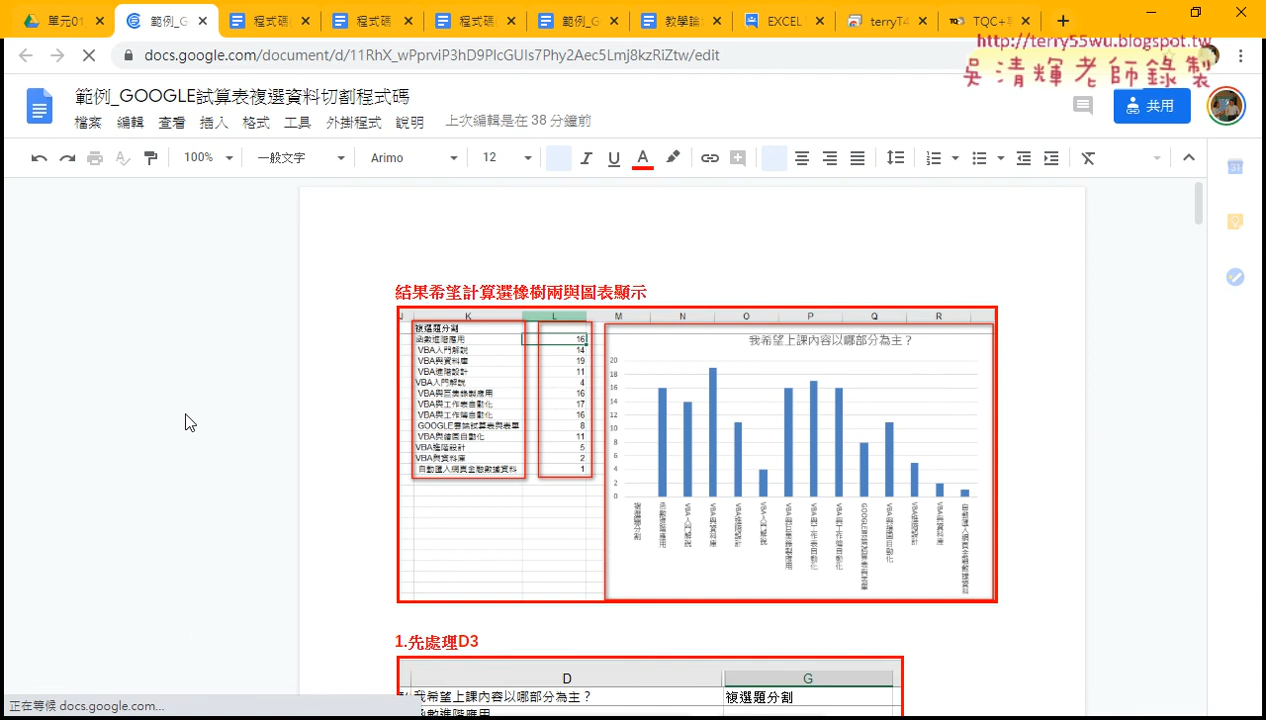 單元01
範例_G
程式碼
程式碼
程式碼
範例_G
教學論
EXCEL
terryT4
TQC+
docs.google.com/document/d/11RhX_wPprviP3hD9PlcGUIs7Phy2Aec5Lmj8kzRiZtw/edit
http://terry55wu.blogspot.tw
吳清輝老師錄製
範例_GOOGLE試算表複選資料切割程式碼
檔案 編輯 查看 插入 格式 工具 外掛程式 說明 上次編輯是在 38 分鐘前
共用
100% 一般文字 Arimo 12
結果希望計算選橡樹兩與圖表顯示
J K L M N O P Q R
複選題分割
函數進階應用 16
VBA入門解說 14
VBA與資料庫 19
VBA進階設計 11
VBA入門解說 4
VBA與巨集錄製應用 16
VBA與工作表自動化 17
VBA與工作簿自動化 16
GOOGLE雲端試算表與表單 8
VBA與繪圖自動化 11
VBA進階設計 5
VBA與資料庫 2
自動匯入網頁金融數據資料 1
我希望上課內容以哪部分為主？
20
18
16
14
12
10
8
6
4
2
0
1.先處理D3
D G
我希望上課內容以哪部分為主？ 複選題分割
函數進階應用
正在等候 docs.google.com...